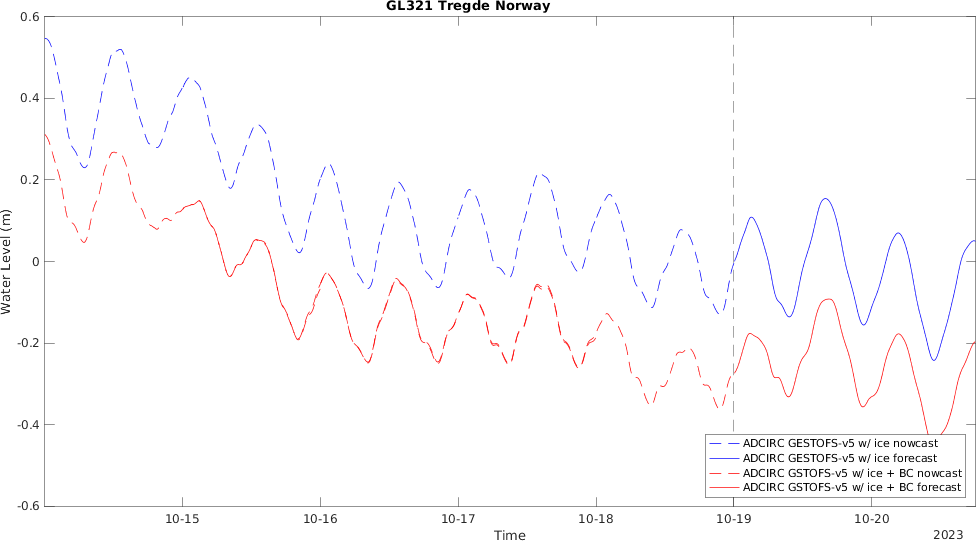 GL321 Tregde Norway
0.6
0.4
0.2
0
-0.2
-0.4
-0.6
Water Level (m)
10-15
10-16
10-17
10-18
10-19
10-20
Time
2023
ADCIRC GESTOFS-v5 w/ ice nowcast
ADCIRC GESTOFS-v5 w/ ice forecast
ADCIRC GSTOFS-v5 w/ ice + BC nowcast
ADCIRC GSTOFS-v5 w/ ice + BC forecast